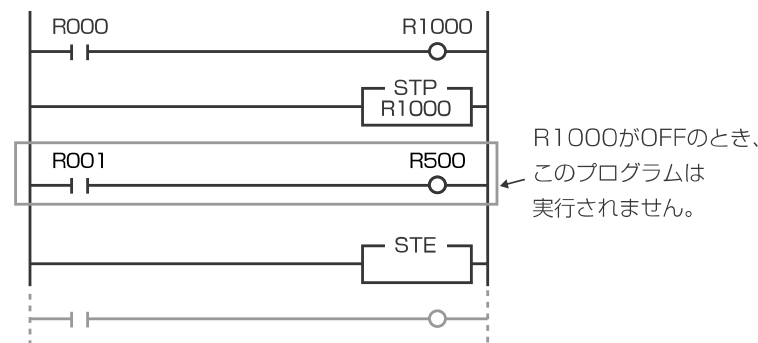 R000 R1000
STP
R1000
R1000がOFFのとき、
このプログラムは
実行されません。
R001 R500
STE